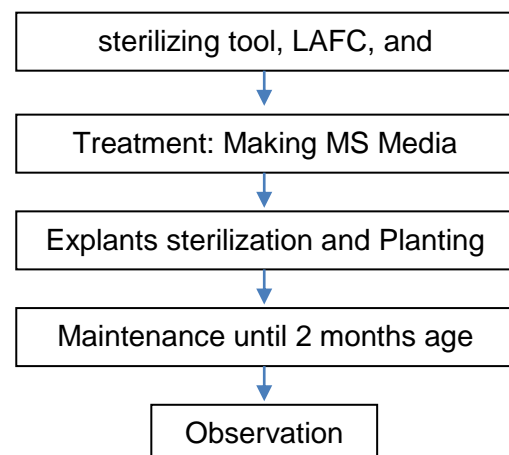 sterilizing tool, LAFC, and
Treatment: Making MS Media
Explants sterilization and Planting
Maintenance until 2 months age
Observation